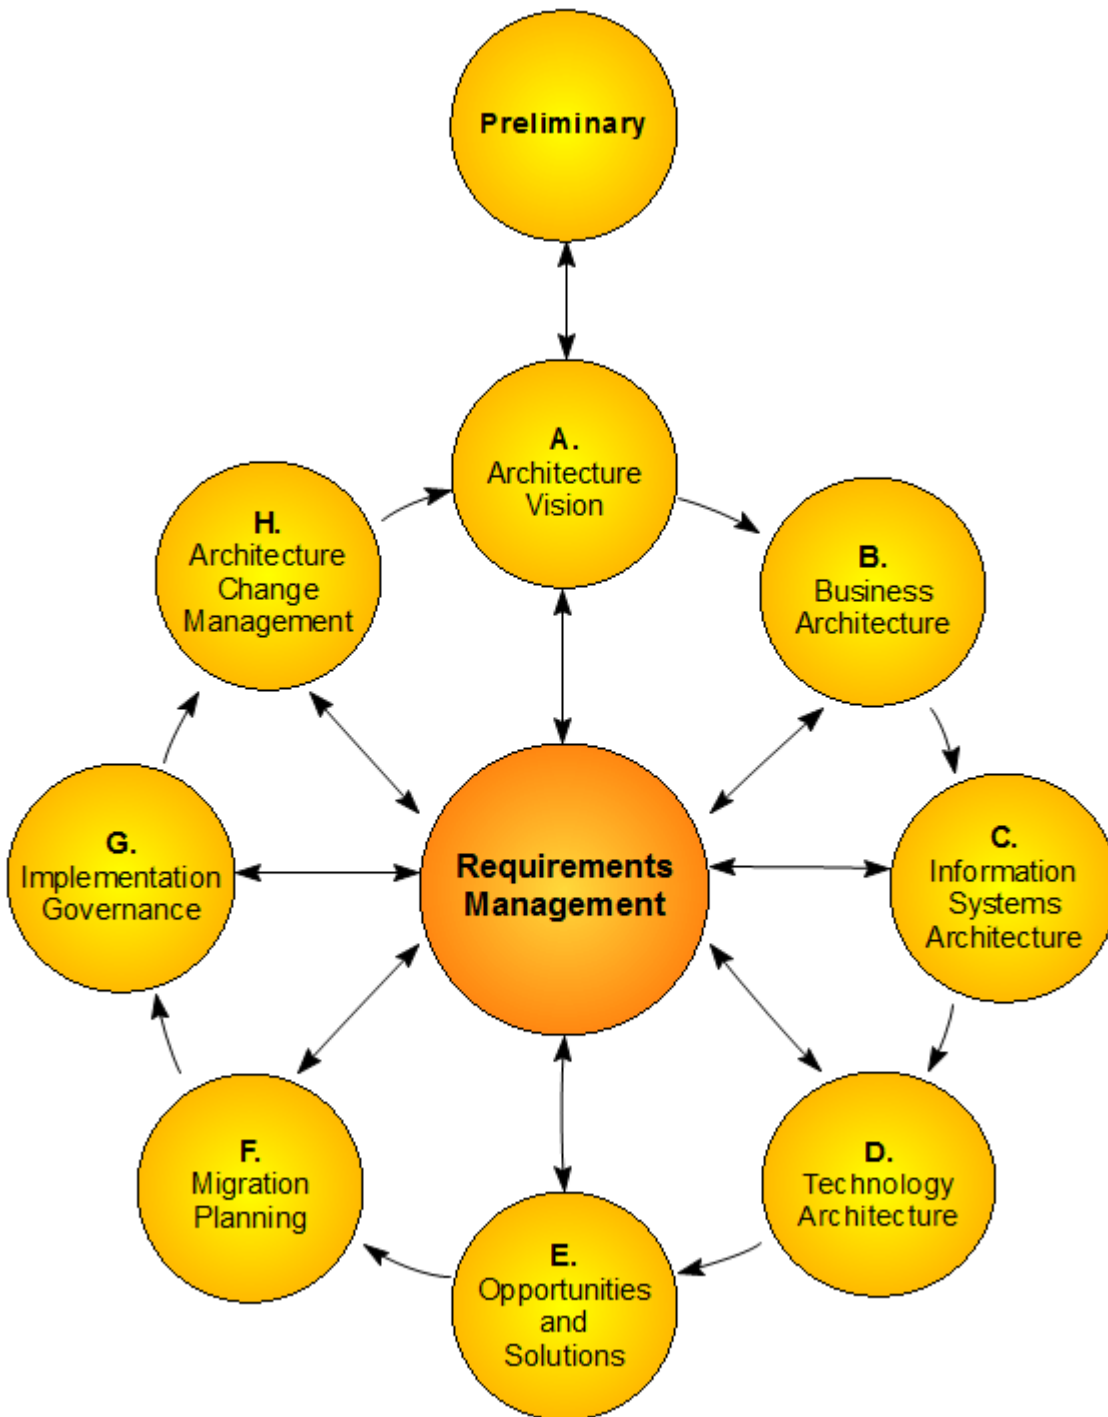 Preliminary
A.
Architecture
Vision
B.
Business
Architecture
C.
Information
Systems
Architecture
D.
Technology
Architecture
E.
Opportunities
and
Solutions
F.
Migration
Planning
G.
Implementation
Governance
H.
Architecture
Change
Management
Requirements
Management